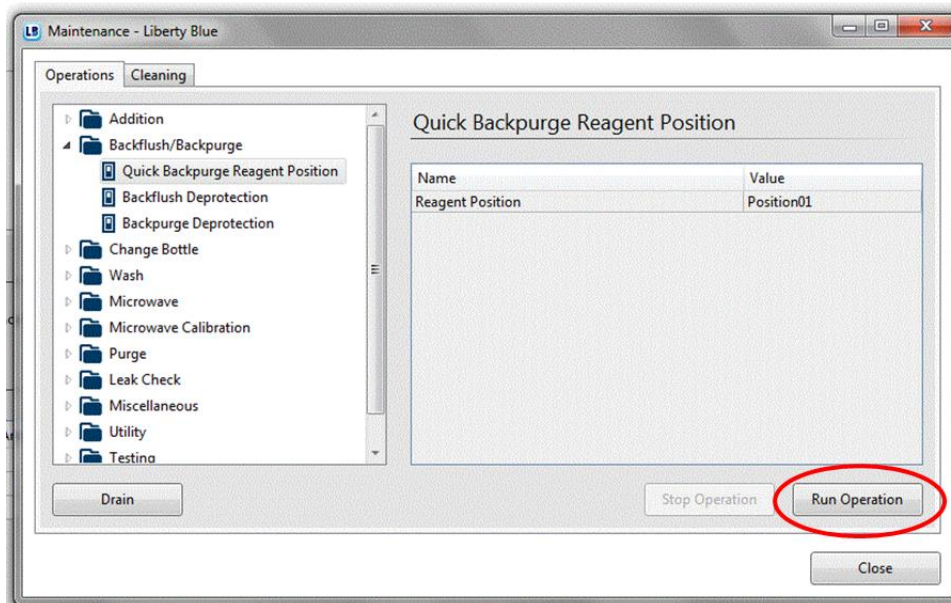 LB Maintenance - Liberty Blue
Operations
Cleaning
Addition
Backflush/Backpurge
Quick Backpurge Reagent Position
Backflush Deprotection
Backpurge Deprotection
Change Bottle
Wash
Microwave
Microwave Calibration
Purge
Leak Check
Miscellaneous
Utility
Testing
Quick Backpurge Reagent Position
Name Value
Reagent Position Position01
Drain
Stop Operation
Run Operation
Close